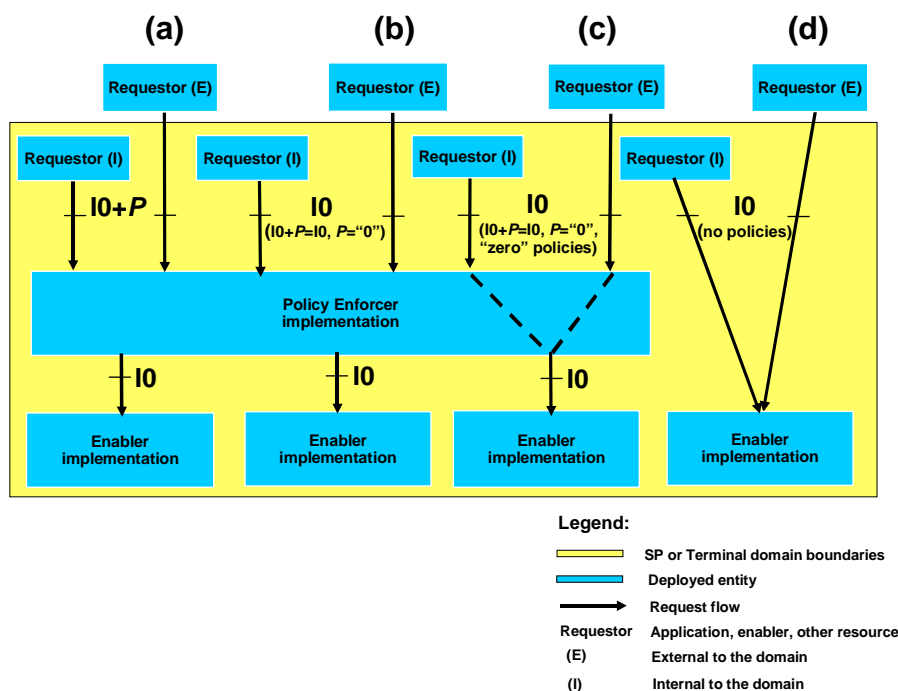 (a)
(b)
(c)
(d)
Requestor (E)
Requestor (E)
Requestor (E)
Requestor (E)
Requestor (I)
Requestor (I)
Requestor (I)
Requestor (I)
I0+P
I0
(I0+P=I0, P=“0”)
I0
(I0+P=I0, P=“0”,
“zero” policies)
I0
(no policies)
Policy Enforcer
implementation
I0
I0
I0
Enabler
implementation
Enabler
implementation
Enabler
implementation
Enabler
implementation
Legend:
SP or Terminal domain boundaries
Deployed entity
Request flow
Requestor Application, enabler, other resource
(E) External to the domain
(I) Internal to the domain